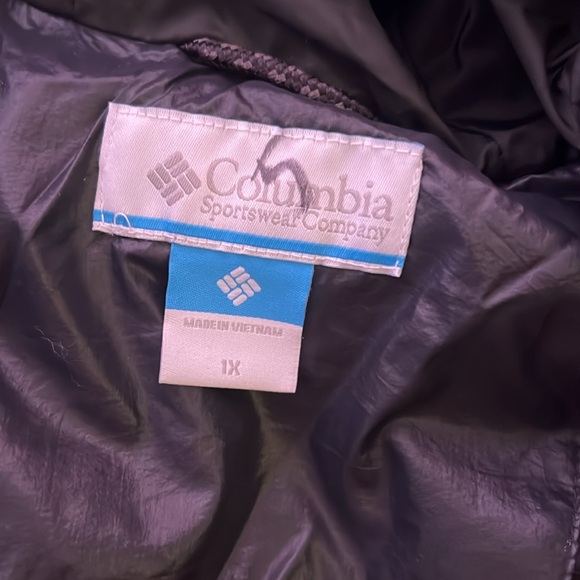 Columbia
Sportswear Company
MADE IN VIETNAM
1X